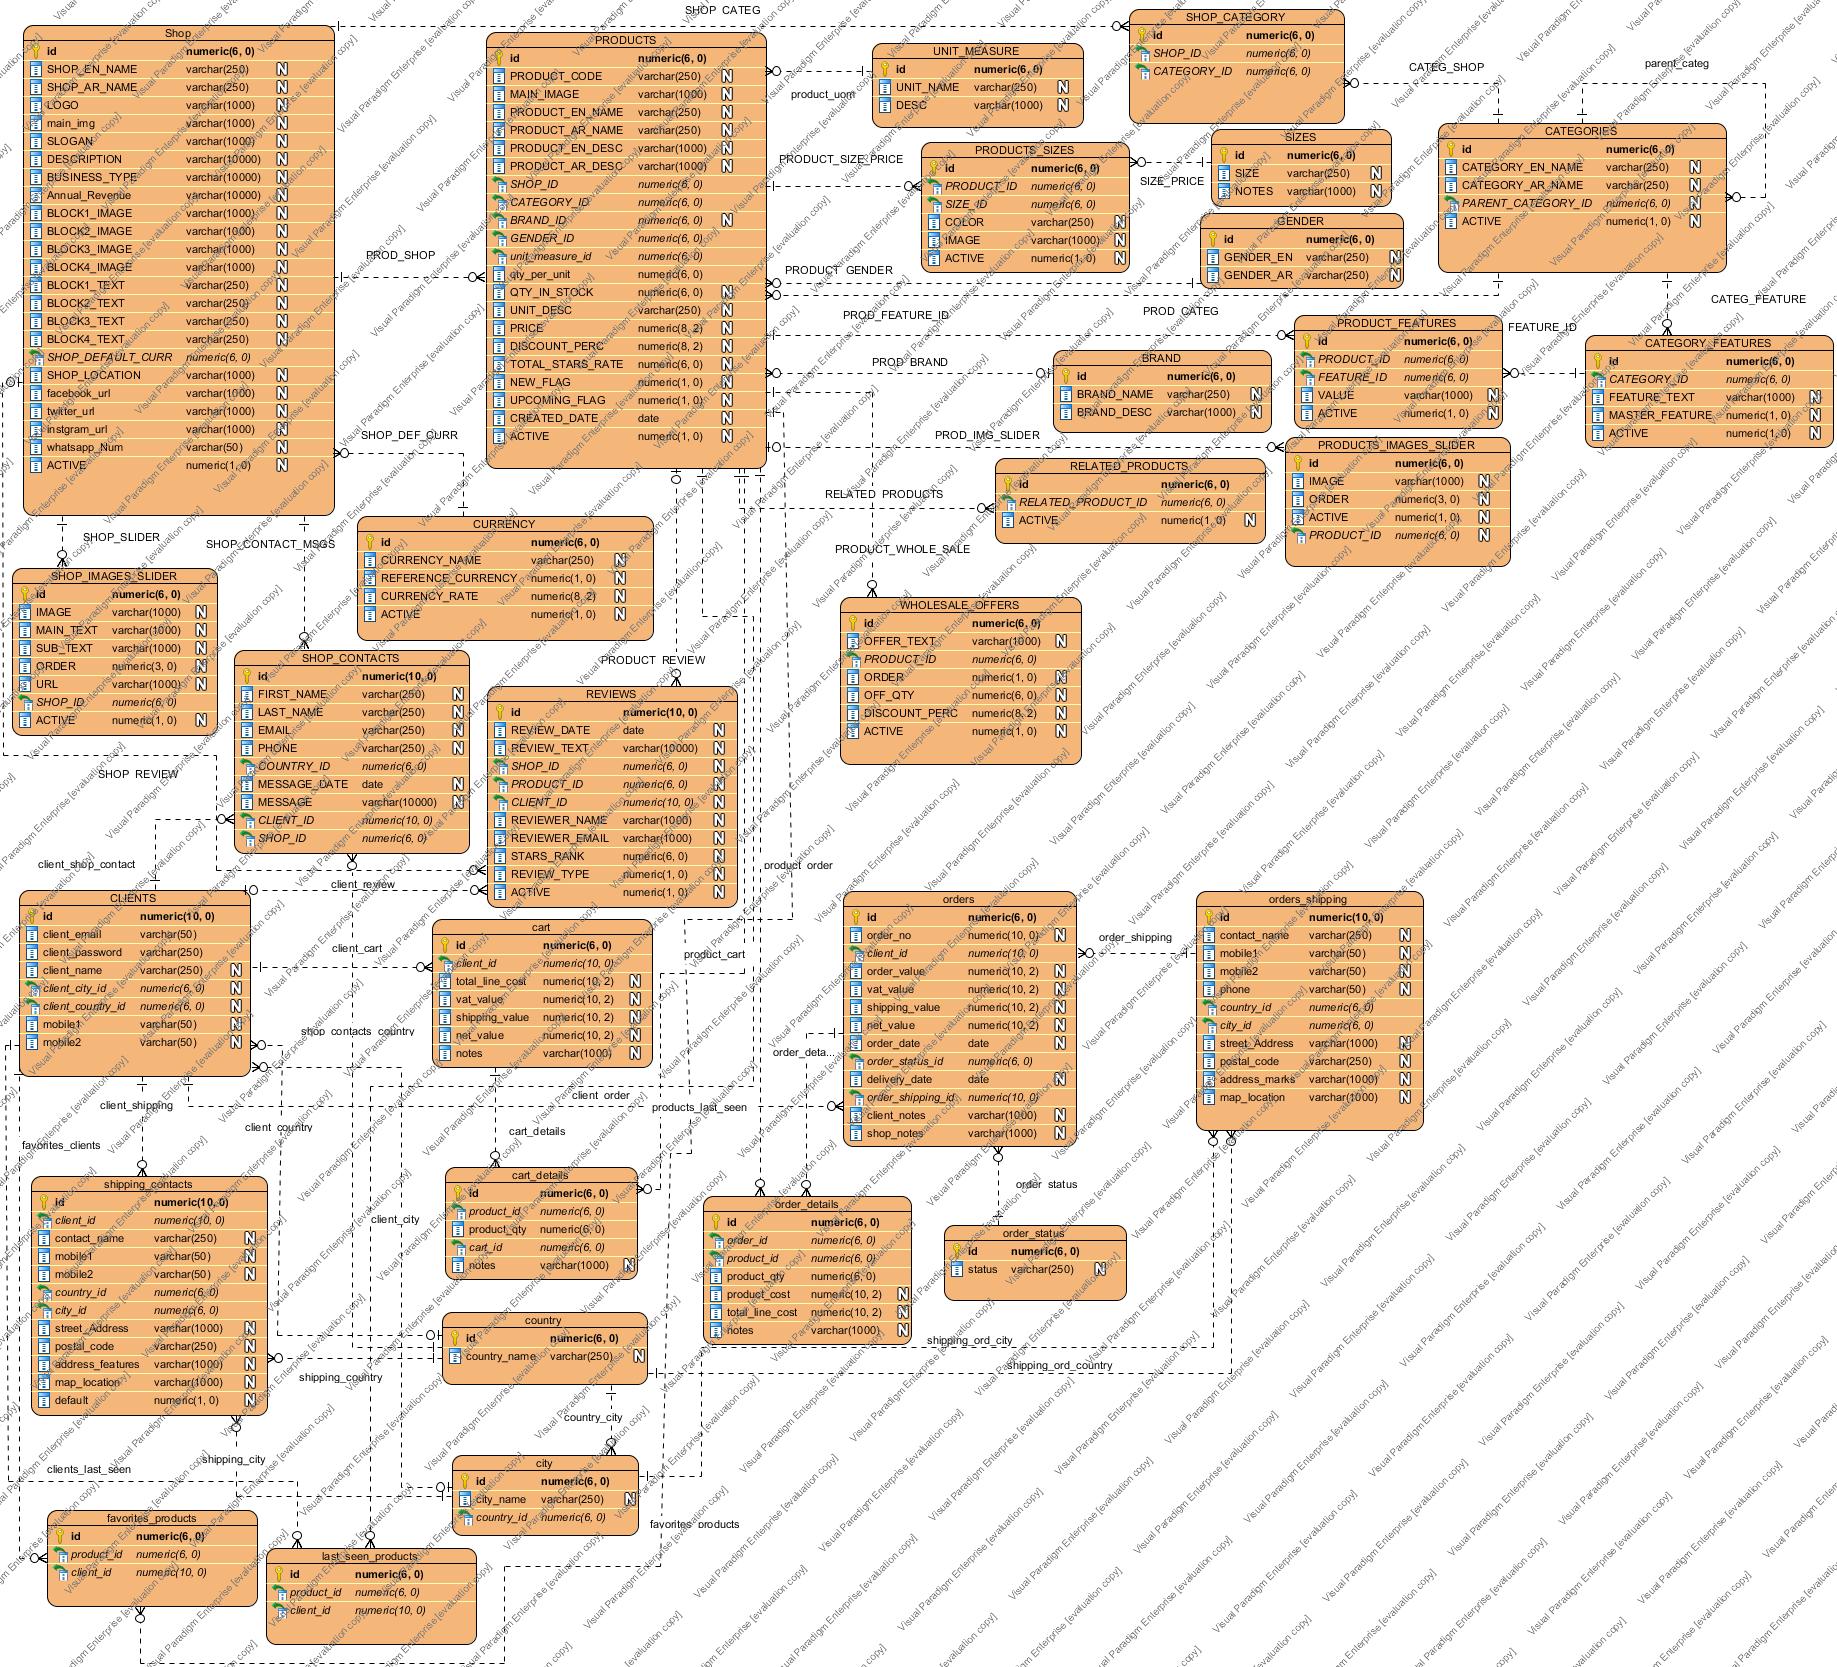 SHOP_CATEG
Shop
id numeric(6, 0)
SHOP_EN_NAME varchar(250) N
SHOP_AR_NAME varchar(250) N
LOGO varchar(1000) N
main_img varchar(1000) N
SLOGAN varchar(1000) N
DESCRIPTION varchar(10000) N
BUSINESS_TYPE varchar(10000) N
Annual_Revenue varchar(10000) N
BLOCK1_IMAGE varchar(1000) N
BLOCK2_IMAGE varchar(1000) N
BLOCK3_IMAGE varchar(1000) N
BLOCK4_IMAGE varchar(1000) N
BLOCK1_TEXT varchar(250) N
BLOCK2_TEXT varchar(250) N
BLOCK3_TEXT varchar(250) N
BLOCK4_TEXT varchar(250) N
SHOP_DEFAULT_CURR numeric(6, 0)
SHOP_LOCATION varchar(1000) N
facebook_url varchar(1000) N
twitter_url varchar(1000) N
instgram_url varchar(1000) N
whatsapp_Num varchar(50) N
ACTIVE numeric(1, 0) N
PRODUCTS
id numeric(6, 0)
PRODUCT_CODE varchar(250) N
MAIN_IMAGE varchar(1000) N
PRODUCT_EN_NAME varchar(250) N
PRODUCT_AR_NAME varchar(250) N
PRODUCT_EN_DESC varchar(1000) N
PRODUCT_AR_DESC varchar(1000) N
SHOP_ID numeric(6, 0)
CATEGORY_ID numeric(6, 0)
BRAND_ID numeric(6, 0) N
GENDER_ID numeric(6, 0)
unit_measure_id numeric(6, 0)
qty_per_unit numeric(6, 0)
QTY_IN_STOCK numeric(6, 0) N
UNIT_DESC varchar(250) N
PRICE numeric(8, 2) N
DISCOUNT_PERC numeric(8, 2) N
TOTAL_STARS_RATE numeric(6, 0) N
NEW_FLAG numeric(1, 0) N
UPCOMING_FLAG numeric(1, 0) N
CREATED_DATE date N
ACTIVE numeric(1, 0) N
UNIT_MEASURE
id numeric(6, 0)
UNIT_NAME varchar(250) N
DESC varchar(1000) N
product_uom
SHOP_CATEGORY
id numeric(6, 0)
SHOP_ID numeric(6, 0)
CATEGORY_ID numeric(6, 0)
CATEG_SHOP
parent_categ
PRODUCT_SIZE_PRICE
PRODUCTS_SIZES
id numeric(6, 0)
PRODUCT_ID numeric(6, 0)
SIZE_ID numeric(6, 0)
COLOR varchar(250) N
IMAGE varchar(1000) N
ACTIVE numeric(1, 0) N
SIZE_PRICE
SIZES
id numeric(6, 0)
SIZE varchar(250) N
NOTES varchar(1000) N
GENDER
id numeric(6, 0)
GENDER_EN varchar(250) N
GENDER_AR varchar(250) N
CATEGORIES
id numeric(6, 0)
CATEGORY_EN_NAME varchar(250) N
CATEGORY_AR_NAME varchar(250) N
PARENT_CATEGORY_ID numeric(6, 0) N
ACTIVE numeric(1, 0) N
PROD_SHOP
PRODUCT_GENDER
PROD_FEATURE_ID
PROD_CATEG
CATEG_FEATURE
PRODUCT_FEATURES
id numeric(6, 0)
PRODUCT_ID numeric(6, 0)
FEATURE_ID numeric(6, 0)
VALUE varchar(1000) N
ACTIVE numeric(1, 0) N
FEATURE_ID
CATEGORY_FEATURES
id numeric(6, 0)
CATEGORY_ID numeric(6, 0)
FEATURE_TEXT varchar(1000) N
MASTER_FEATURE numeric(1, 0) N
ACTIVE numeric(1, 0) N
PROD_BRAND
BRAND
id numeric(6, 0)
BRAND_NAME varchar(250) N
BRAND_DESC varchar(1000) N
SHOP_DEF_CURR
PROD_IMG_SLIDER
PRODUCTS_IMAGES_SLIDER
id numeric(6, 0)
IMAGE varchar(1000) N
ORDER numeric(3, 0) N
ACTIVE numeric(1, 0) N
PRODUCT_ID numeric(6, 0) N
RELATED_PRODUCTS
RELATED_PRODUCTS
id numeric(6, 0)
RELATED_PRODUCT_ID numeric(6, 0)
ACTIVE numeric(1, 0) N
SHOP_SLIDER
SHOP_CONTACT_MSGS
CURRENCY
id numeric(6, 0)
CURRENCY_NAME varchar(250) N
REFERENCE_CURRENCY numeric(1, 0) N
CURRENCY_RATE numeric(8, 2) N
ACTIVE numeric(1, 0) N
PRODUCT_WHOLE_SALE
SHOP_IMAGES_SLIDER
id numeric(6, 0)
IMAGE varchar(1000) N
MAIN_TEXT varchar(1000) N
SUB_TEXT varchar(1000) N
ORDER numeric(3, 0) N
URL varchar(1000) N
SHOP_ID numeric(6, 0)
ACTIVE numeric(1, 0) N
WHOLESALE_OFFERS
id numeric(6, 0)
OFFER_TEXT varchar(1000) N
PRODUCT_ID numeric(6, 0)
ORDER numeric(1, 0) N
OFF_QTY numeric(6, 0) N
DISCOUNT_PERC numeric(8, 2) N
ACTIVE numeric(1, 0) N
SHOP_CONTACTS
id numeric(10, 0)
FIRST_NAME varchar(250) N
LAST_NAME varchar(250) N
EMAIL varchar(250) N
PHONE varchar(250) N
COUNTRY_ID numeric(6, 0)
MESSAGE_DATE date N
MESSAGE varchar(10000) N
CLIENT_ID numeric(10, 0)
SHOP_ID numeric(6, 0)
PRODUCT_REVIEW
REVIEWS
id numeric(10, 0)
REVIEW_DATE date N
REVIEW_TEXT varchar(10000) N
SHOP_ID numeric(6, 0) N
PRODUCT_ID numeric(6, 0) N
CLIENT_ID numeric(10, 0) N
REVIEWER_NAME varchar(1000) N
REVIEWER_EMAIL varchar(1000) N
STARS_RANK numeric(6, 0) N
REVIEW_TYPE numeric(1, 0) N
ACTIVE numeric(1, 0) N
SHOP_REVIEW
client_shop_contact
client_review
product_order
CLIENTS
id numeric(10, 0)
client_email varchar(50)
client_password varchar(250)
client_name varchar(250) N
client_city_id numeric(6, 0) N
client_country_id numeric(6, 0) N
mobile1 varchar(50) N
mobile2 varchar(50) N
client_cart
cart
id numeric(6, 0)
client_id numeric(10, 0)
total_line_cost numeric(10, 2) N
vat_value numeric(10, 2) N
shipping_value numeric(10, 2) N
net_value numeric(10, 2) N
notes varchar(1000) N
product_cart
orders
id numeric(6, 0)
order_no numeric(10, 0) N
client_id numeric(10, 0)
order_value numeric(10, 2) N
vat_value numeric(10, 2) N
shipping_value numeric(10, 2) N
net_value numeric(10, 2) N
order_date date N
order_status_id numeric(6, 0)
delivery_date date N
order_shipping_id numeric(10, 0)
client_notes varchar(1000) N
shop_notes varchar(1000) N
order_shipping
orders_shipping
id numeric(10, 0)
contact_name varchar(250) N
mobile1 varchar(50) N
mobile2 varchar(50) N
phone varchar(50) N
country_id numeric(6, 0)
city_id numeric(6, 0)
street_Address varchar(1000) N
postal_code varchar(250) N
address_marks varchar(1000) N
map_location varchar(1000) N
shop_contacts_country
order_deta...
client_order
products_last_seen
client_shipping
client_country
cart_details
favorites_clients
order_status
shipping_contacts
id numeric(10, 0)
client_id numeric(10, 0)
contact_name varchar(250) N
mobile1 varchar(50) N
mobile2 varchar(50) N
country_id numeric(6, 0)
city_id numeric(6, 0)
street_Address varchar(1000) N
postal_code varchar(250) N
address_features varchar(1000) N
map_location varchar(1000) N
default numeric(1, 0) N
client_city
cart_details
id numeric(6, 0)
product_id numeric(6, 0)
product_qty numeric(6, 0)
cart_id numeric(6, 0)
notes varchar(1000) N
order_details
id numeric(6, 0)
order_id numeric(6, 0)
product_id numeric(6, 0)
product_qty numeric(6, 0)
product_cost numeric(10, 2) N
total_line_cost numeric(10, 2) N
notes varchar(1000) N
order_status
id numeric(6, 0)
status varchar(250) N
country
id numeric(6, 0)
country_name varchar(250) N
shipping_ord_city
shipping_ord_country
shipping_country
country_city
shipping_city
clients_last_seen
city
id numeric(6, 0)
city_name varchar(250) N
country_id numeric(6, 0)
favorites_products
favorites_products
id numeric(6, 0)
product_id numeric(6, 0)
client_id numeric(10, 0)
last_seen_products
id numeric(6, 0)
product_id numeric(6, 0)
client_id numeric(10, 0)
Visual Paradigm Enterprise [evaluation copy]